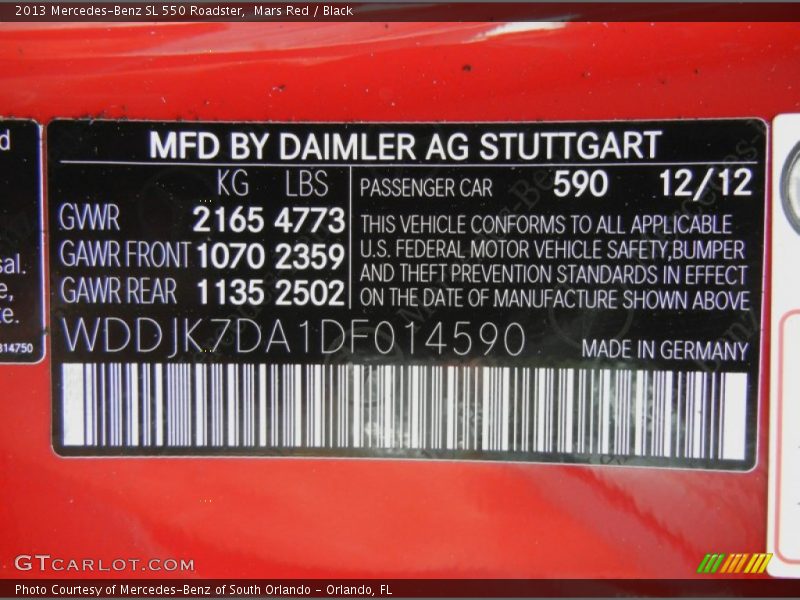 2013 Mercedes-Benz SL 550 Roadster,  Mars Red / Black
d
sal.
e,
te.
814750
MFD BY DAIMLER AG STUTTGART
KG LBS
GVWR 2165 4773
GAWR FRONT 1070 2359
GAWR REAR 1135 2502
PASSENGER CAR 590 12/12
THIS VEHICLE CONFORMS TO ALL APPLICABLE
U.S. FEDERAL MOTOR VEHICLE SAFETY,BUMPER
AND THEFT PREVENTION STANDARDS IN EFFECT
ON THE DATE OF MANUFACTURE SHOWN ABOVE
WDDJK7DA1DF014590
MADE IN GERMANY
GTCARLOT.COM
Photo Courtesy of Mercedes-Benz of South Orlando - Orlando, FL